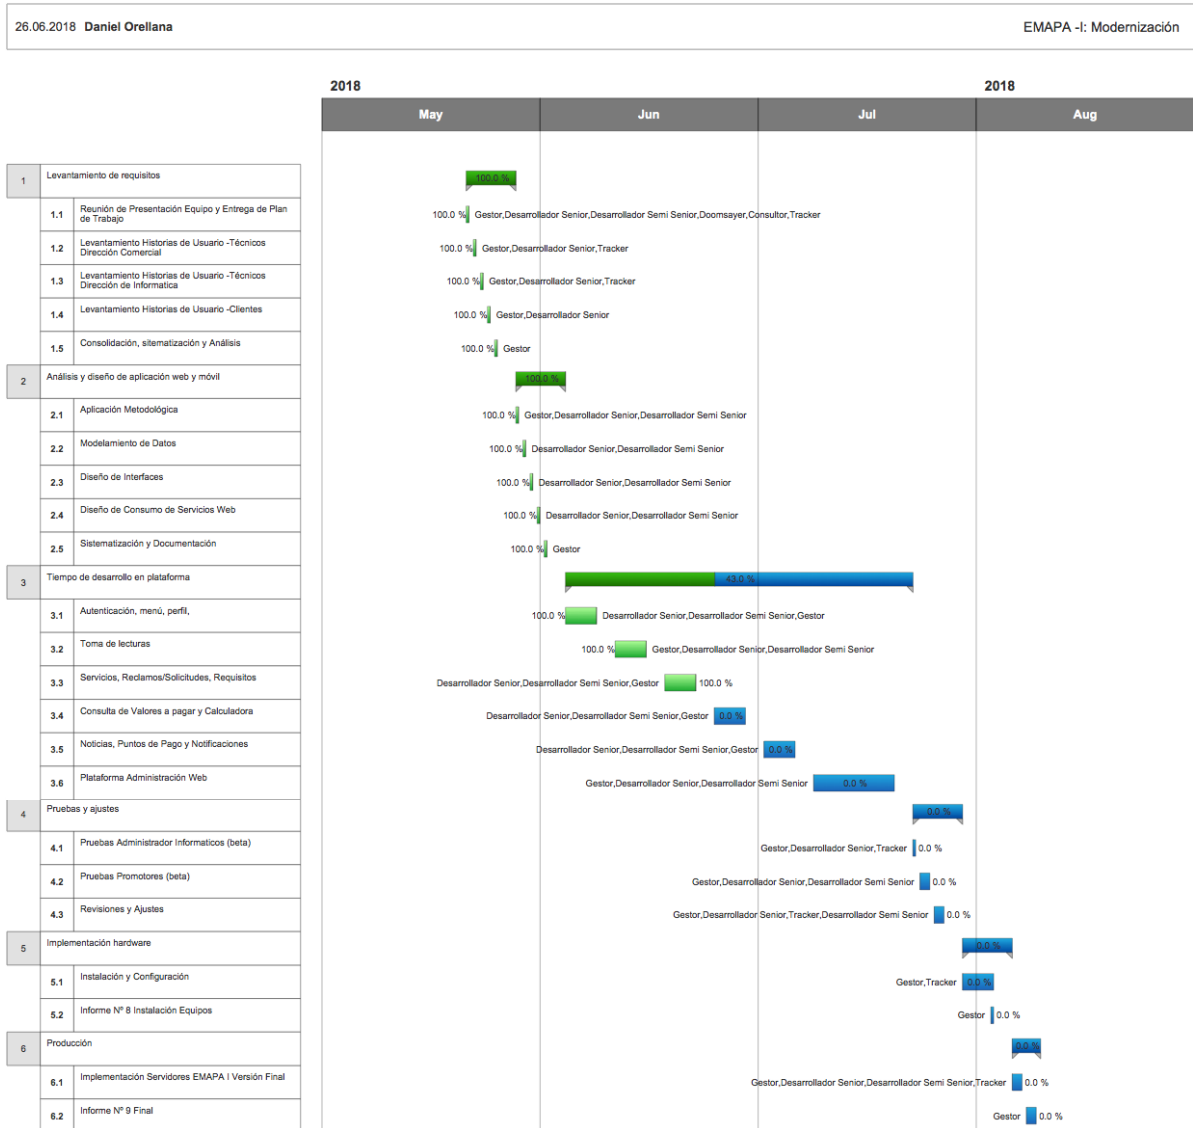 26.06.2018 Daniel Orellana
EMAPA -I: Modernización
2018
2018
May
Jun
Jul
Aug
1
Levantamiento de requisitos
100.0 %
1.1
Reunión de Presentación Equipo y Entrega de Plan
de Trabajo
100.0 %
Gestor,Desarrollador Senior,Desarrollador Semi Senior,Doomsayer,Consultor,Tracker
1.2
Levantamiento Historias de Usuario -Técnicos
Dirección Comercial
100.0 %
Gestor,Desarrollador Senior,Tracker
1.3
Levantamiento Historias de Usuario -Técnicos
Dirección de Informatica
100.0 %
Gestor,Desarrollador Senior,Tracker
1.4
Levantamiento Historias de Usuario -Clientes
100.0 %
Gestor,Desarrollador Senior
1.5
Consolidación, sitematización y Análisis
100.0 %
Gestor
2
Análisis y diseño de aplicación web y móvil
100.0 %
2.1
Aplicación Metodológica
100.0 %
Gestor,Desarrollador Senior,Desarrollador Semi Senior
2.2
Modelamiento de Datos
100.0 %
Desarrollador Senior,Desarrollador Semi Senior
2.3
Diseño de Interfaces
100.0 %
Desarrollador Senior,Desarrollador Semi Senior
2.4
Diseño de Consumo de Servicios Web
100.0 %
Desarrollador Senior,Desarrollador Semi Senior
2.5
Sistematización y Documentación
100.0 %
Gestor
3
Tiempo de desarrollo en plataforma
43.0 %
3.1
Autenticación, menú, perfil,
100.0 %
Desarrollador Senior,Desarrollador Semi Senior,Gestor
3.2
Toma de lecturas
100.0 %
Gestor,Desarrollador Senior,Desarrollador Semi Senior
3.3
Servicios, Reclamos/Solicitudes, Requisitos
Desarrollador Senior,Desarrollador Semi Senior,Gestor
100.0 %
3.4
Consulta de Valores a pagar y Calculadora
Desarrollador Senior,Desarrollador Semi Senior,Gestor
0.0 %
3.5
Noticias, Puntos de Pago y Notificaciones
Desarrollador Senior,Desarrollador Semi Senior,Gestor
0.0 %
3.6
Plataforma Administración Web
Gestor,Desarrollador Senior,Desarrollador Semi Senior
0.0 %
4
Pruebas y ajustes
0.0 %
4.1
Pruebas Administrador Informaticos (beta)
Gestor,Desarrollador Senior,Tracker
0.0 %
4.2
Pruebas Promotores (beta)
Gestor,Desarrollador Senior,Desarrollador Semi Senior
0.0 %
4.3
Revisiones y Ajustes
Gestor,Desarrollador Senior,Tracker,Desarrollador Semi Senior
0.0 %
5
Implementación hardware
0.0 %
5.1
Instalación y Configuración
Gestor,Tracker
0.0 %
5.2
Informe Nº 8 Instalación Equipos
Gestor
0.0 %
6
Producción
0.0 %
6.1
Implementación Servidores EMAPA I Versión Final
Gestor,Desarrollador Senior,Desarrollador Semi Senior,Tracker
0.0 %
6.2
Informe Nº 9 Final
Gestor
0.0 %